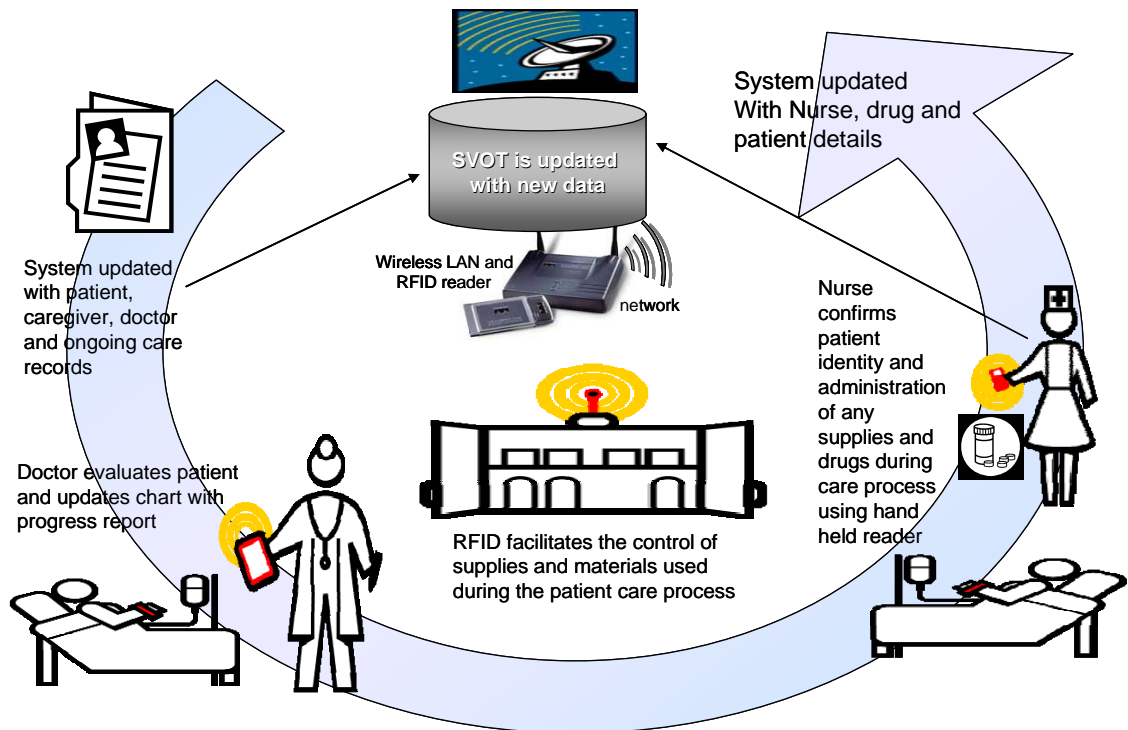 SVOT is updated
with new data
System updated
With Nurse, drug and
patient details
Wireless LAN and
RFID reader
network
System updated
with patient,
caregiver, doctor
and ongoing care
records
Nurse
confirms
patient
identity and
administration
of any
supplies and
drugs during
care process
using hand
held reader
Doctor evaluates patient
and updates chart with
progress report
RFID facilitates the control of
supplies and materials used
during the patient care process